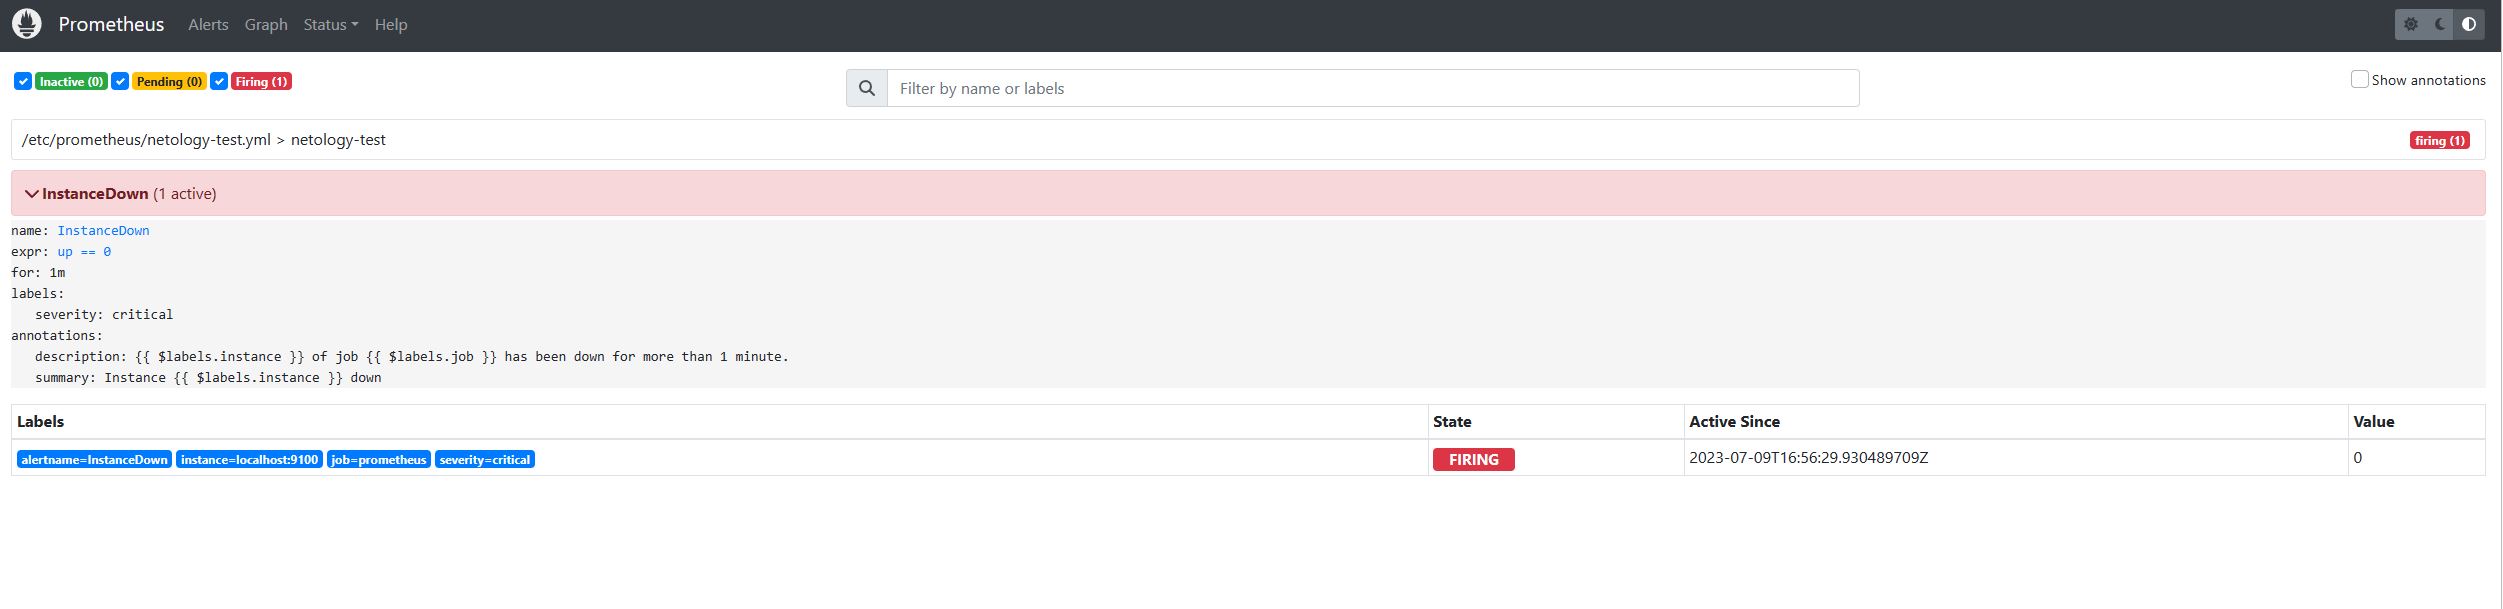 Prometheus Alerts Graph Status Help
Inactive (0) Pending (0) Firing (1) Filter by name or labels Show annotations
/etc/prometheus/netology-test.yml > netology-test firing (1)
InstanceDown (1 active)
name: InstanceDown
expr: up == 0
for: 1m
labels:
severity: critical
annotations:
description: {{ $labels.instance }} of job {{ $labels.job }} has been down for more than 1 minute.
summary: Instance {{ $labels.instance }} down
Labels State Active Since Value
alertname=InstanceDown instance=localhost:9100 job=prometheus severity=critical FIRING 2023-07-09T16:56:29.930489709Z 0